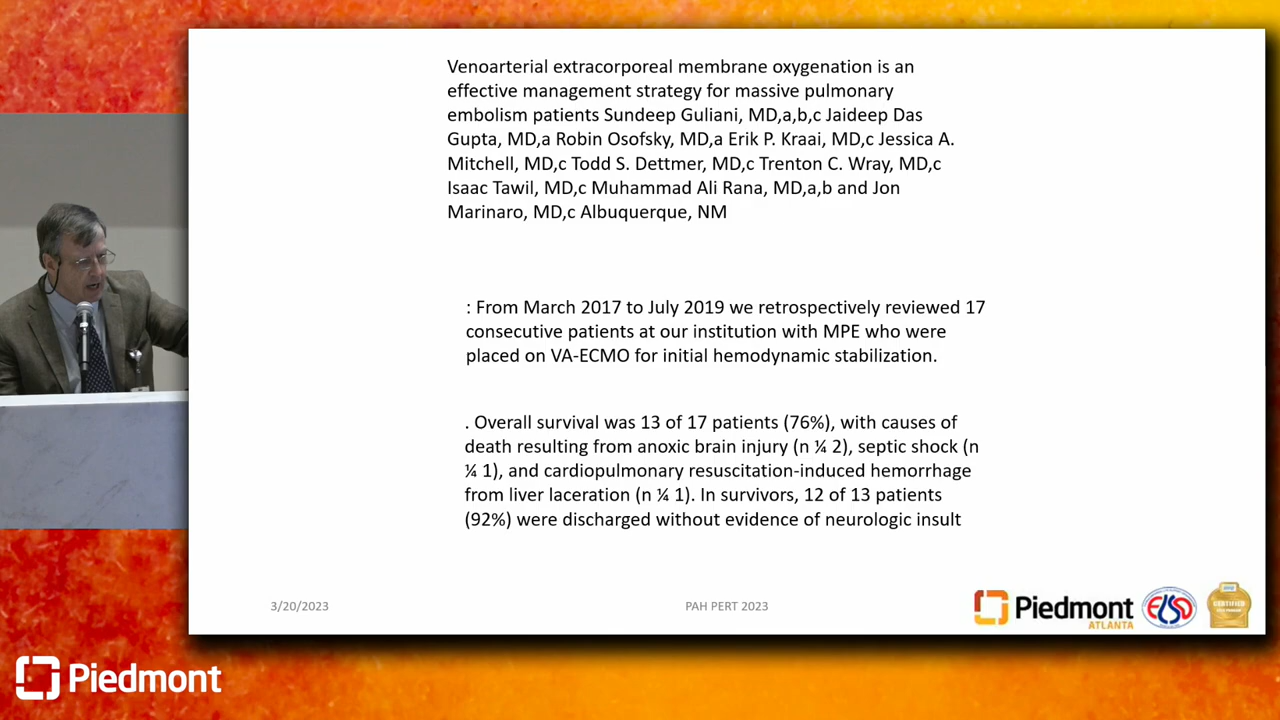 Venoarterial extracorporeal membrane oxygenation is an
effective management strategy for massive pulmonary
embolism patients Sundeep Guliani, MD,a,b,c Jaideep Das
Gupta, MD,a Robin Osofsky, MD,a Erik P. Kraai, MD,c Jessica A.
Mitchell, MD,c Todd S. Dettmer, MD,c Trenton C. Wray, MD,c
Isaac Tawil, MD,c Muhammad Ali Rana, MD,a,b and Jon
Marinaro, MD,c Albuquerque, NM
: From March 2017 to July 2019 we retrospectively reviewed 17
consecutive patients at our institution with MPE who were
placed on VA-ECMO for initial hemodynamic stabilization.
. Overall survival was 13 of 17 patients (76%), with causes of
death resulting from anoxic brain injury (n ¼ 2), septic shock (n
¼ 1), and cardiopulmonary resuscitation-induced hemorrhage
from liver laceration (n ¼ 1). In survivors, 12 of 13 patients
(92%) were discharged without evidence of neurologic insult
3/20/2023
PAH PERT 2023
Piedmont
ATLANTA
ELSO
CERTIFIED
Piedmont